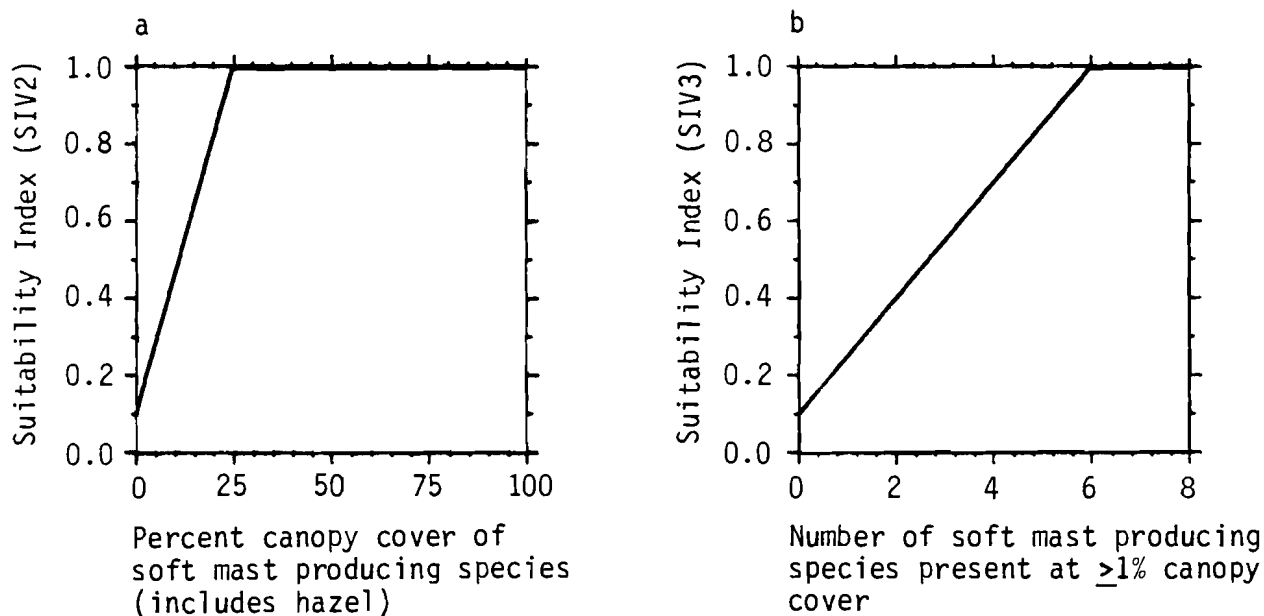 a
Suitability Index (SIV2)
1.0
0.8
0.6
0.4
0.2
0.0
0 25 50 75 100
Percent canopy cover of
soft mast producing species
(includes hazel)
b
Suitability Index (SIV3)
1.0
0.8
0.6
0.4
0.2
0.0
0 2 4 6 8
Number of soft mast producing
species present at ≥1% canopy
cover